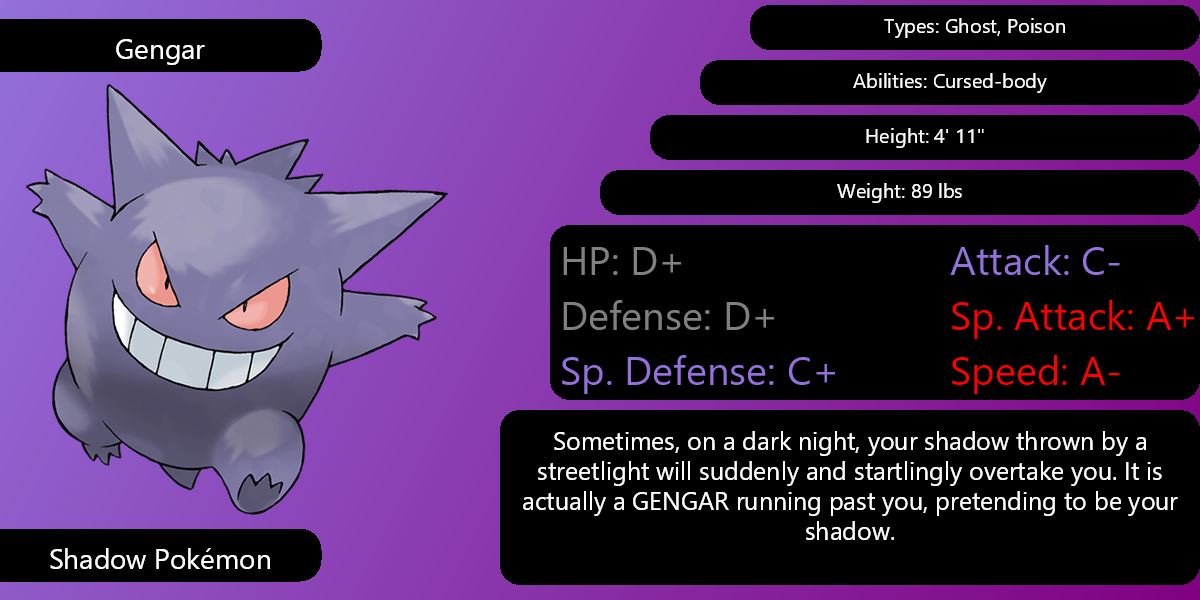 Gengar
Types: Ghost, Poison
Abilities: Cursed-body
Height: 4' 11"
Weight: 89 lbs
HP: D+
Attack: C-
Defense: D+
Sp. Attack: A+
Sp. Defense: C+
Speed: A-
Sometimes, on a dark night, your shadow thrown by a
streetlight will suddenly and startlingly overtake you. It is
actually a GENGAR running past you, pretending to be your
shadow.
Shadow Pokémon